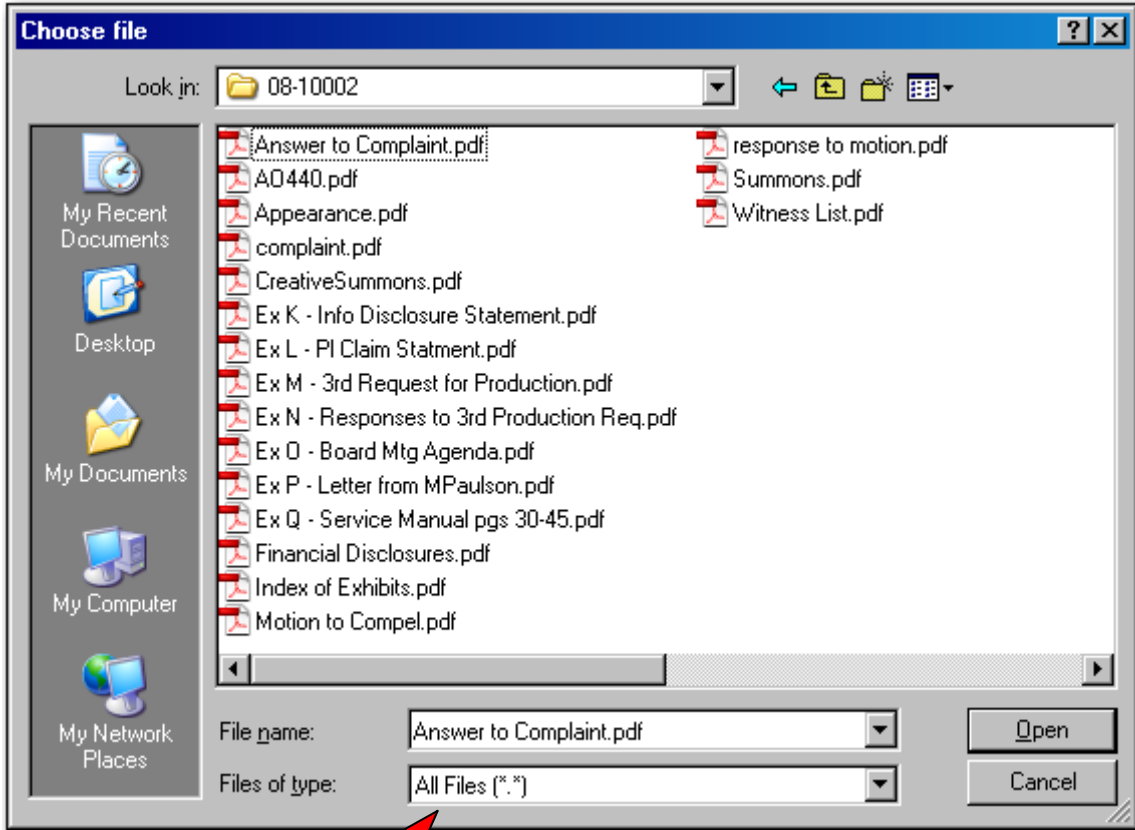 Choose file
Look in: 08-10002
My Recent
Documents
Desktop
My Documents
My Computer
My Network
Places
Answer to Complaint.pdf
AO440.pdf
Appearance.pdf
complaint.pdf
CreativeSummons.pdf
Ex K - Info Disclosure Statement.pdf
Ex L - Pl Claim Statment.pdf
Ex M - 3rd Request for Production.pdf
Ex N - Responses to 3rd Production Req.pdf
Ex O - Board Mtg Agenda.pdf
Ex P - Letter from MPaulson.pdf
Ex Q - Service Manual pgs 30-45.pdf
Financial Disclosures.pdf
Index of Exhibits.pdf
Motion to Compel.pdf
response to motion.pdf
Summons.pdf
Witness List.pdf
File name: Answer to Complaint.pdf Open
Files of type: All Files (*.*) Cancel